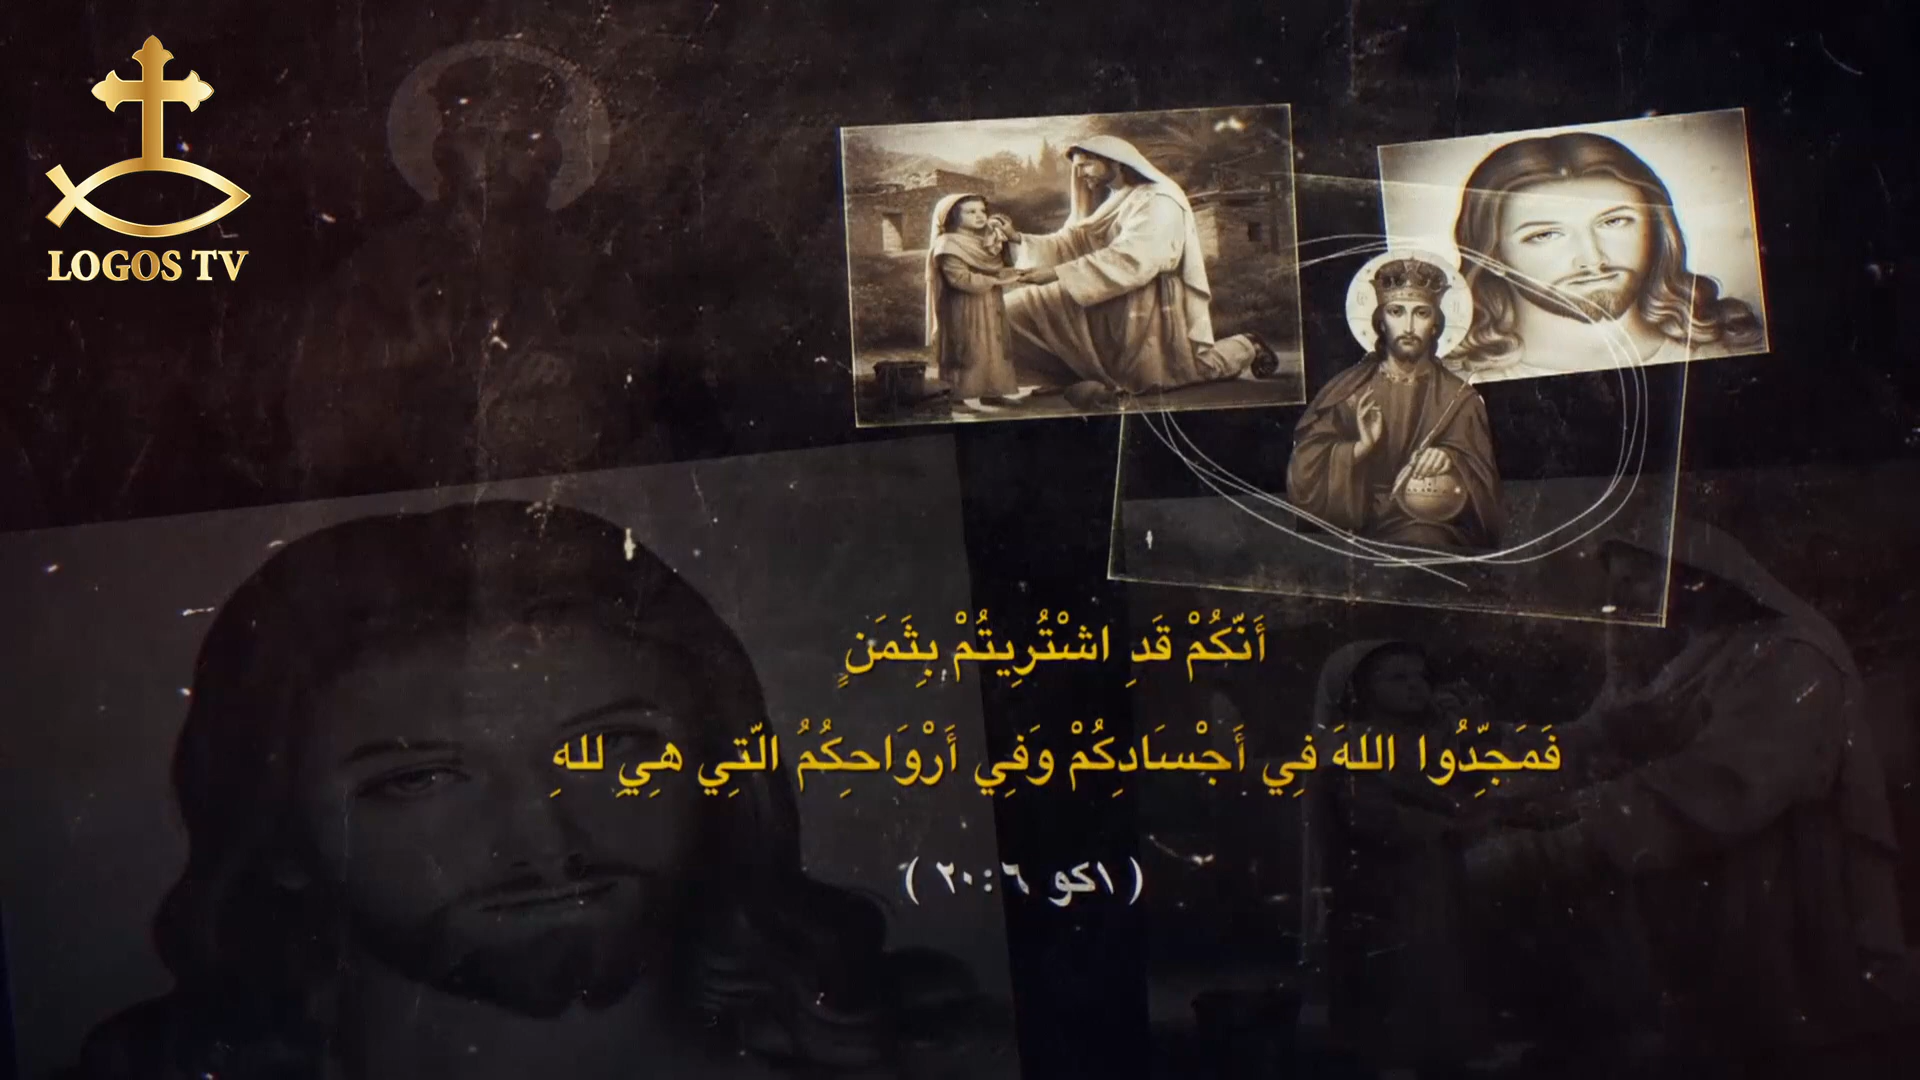 LOGOS TV
أَنَّكُمْ قَدِ اشْتُرِيتُمْ بِثَمَنٍ
فَمَجِّدُوا اللهَ فِي أَجْسَادِكُمْ وَفِي أَرْوَاحِكُمُ الَّتِي هِيِ للهِ
( ١كو ٦ :٢٠ )